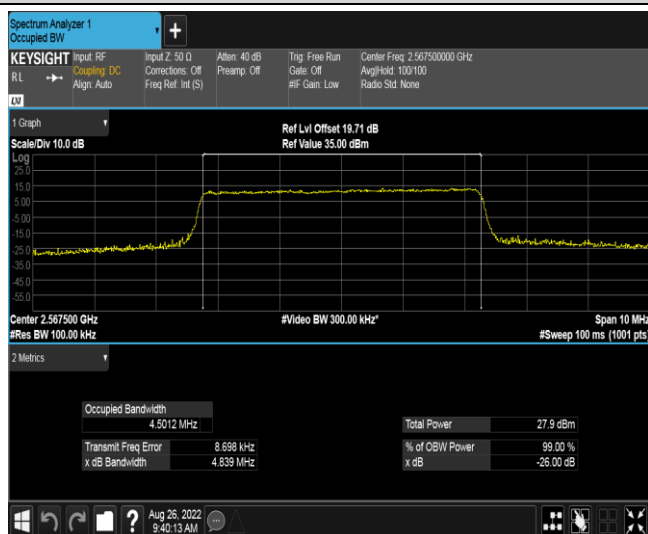 Spectrum Analyzer 1
Occupied BW
+
KEYSIGHT
RL
LXI
Input: RF
Coupling: DC
Align: Auto
Input Z: 50 Ω
Corrections: Off
Freq Ref: Int (S)
Atten: 40 dB
Preamp: Off
Trig: Free Run
Gate: Off
#IF Gain: Low
Center Freq: 2.567500000 GHz
Avg|Hold: 100/100
Radio Std: None
1 Graph
Scale/Div 10.0 dB
Ref Lvl Offset 19.71 dB
Ref Value 35.00 dBm
Log
25.0
15.0
5.00
-5.00
-15.0
-25.0
-35.0
-45.0
-55.0
Center 2.567500 GHz
#Res BW 100.00 kHz
#Video BW 300.00 kHz*
Span 10 MHz
#Sweep 100 ms (1001 pts)
2 Metrics
Occupied Bandwidth
4.5012 MHz
Transmit Freq Error 8.698 kHz
x dB Bandwidth 4.839 MHz
Total Power 27.9 dBm
% of OBW Power 99.00 %
x dB -26.00 dB
?
Aug 26, 2022
9:40:13 AM